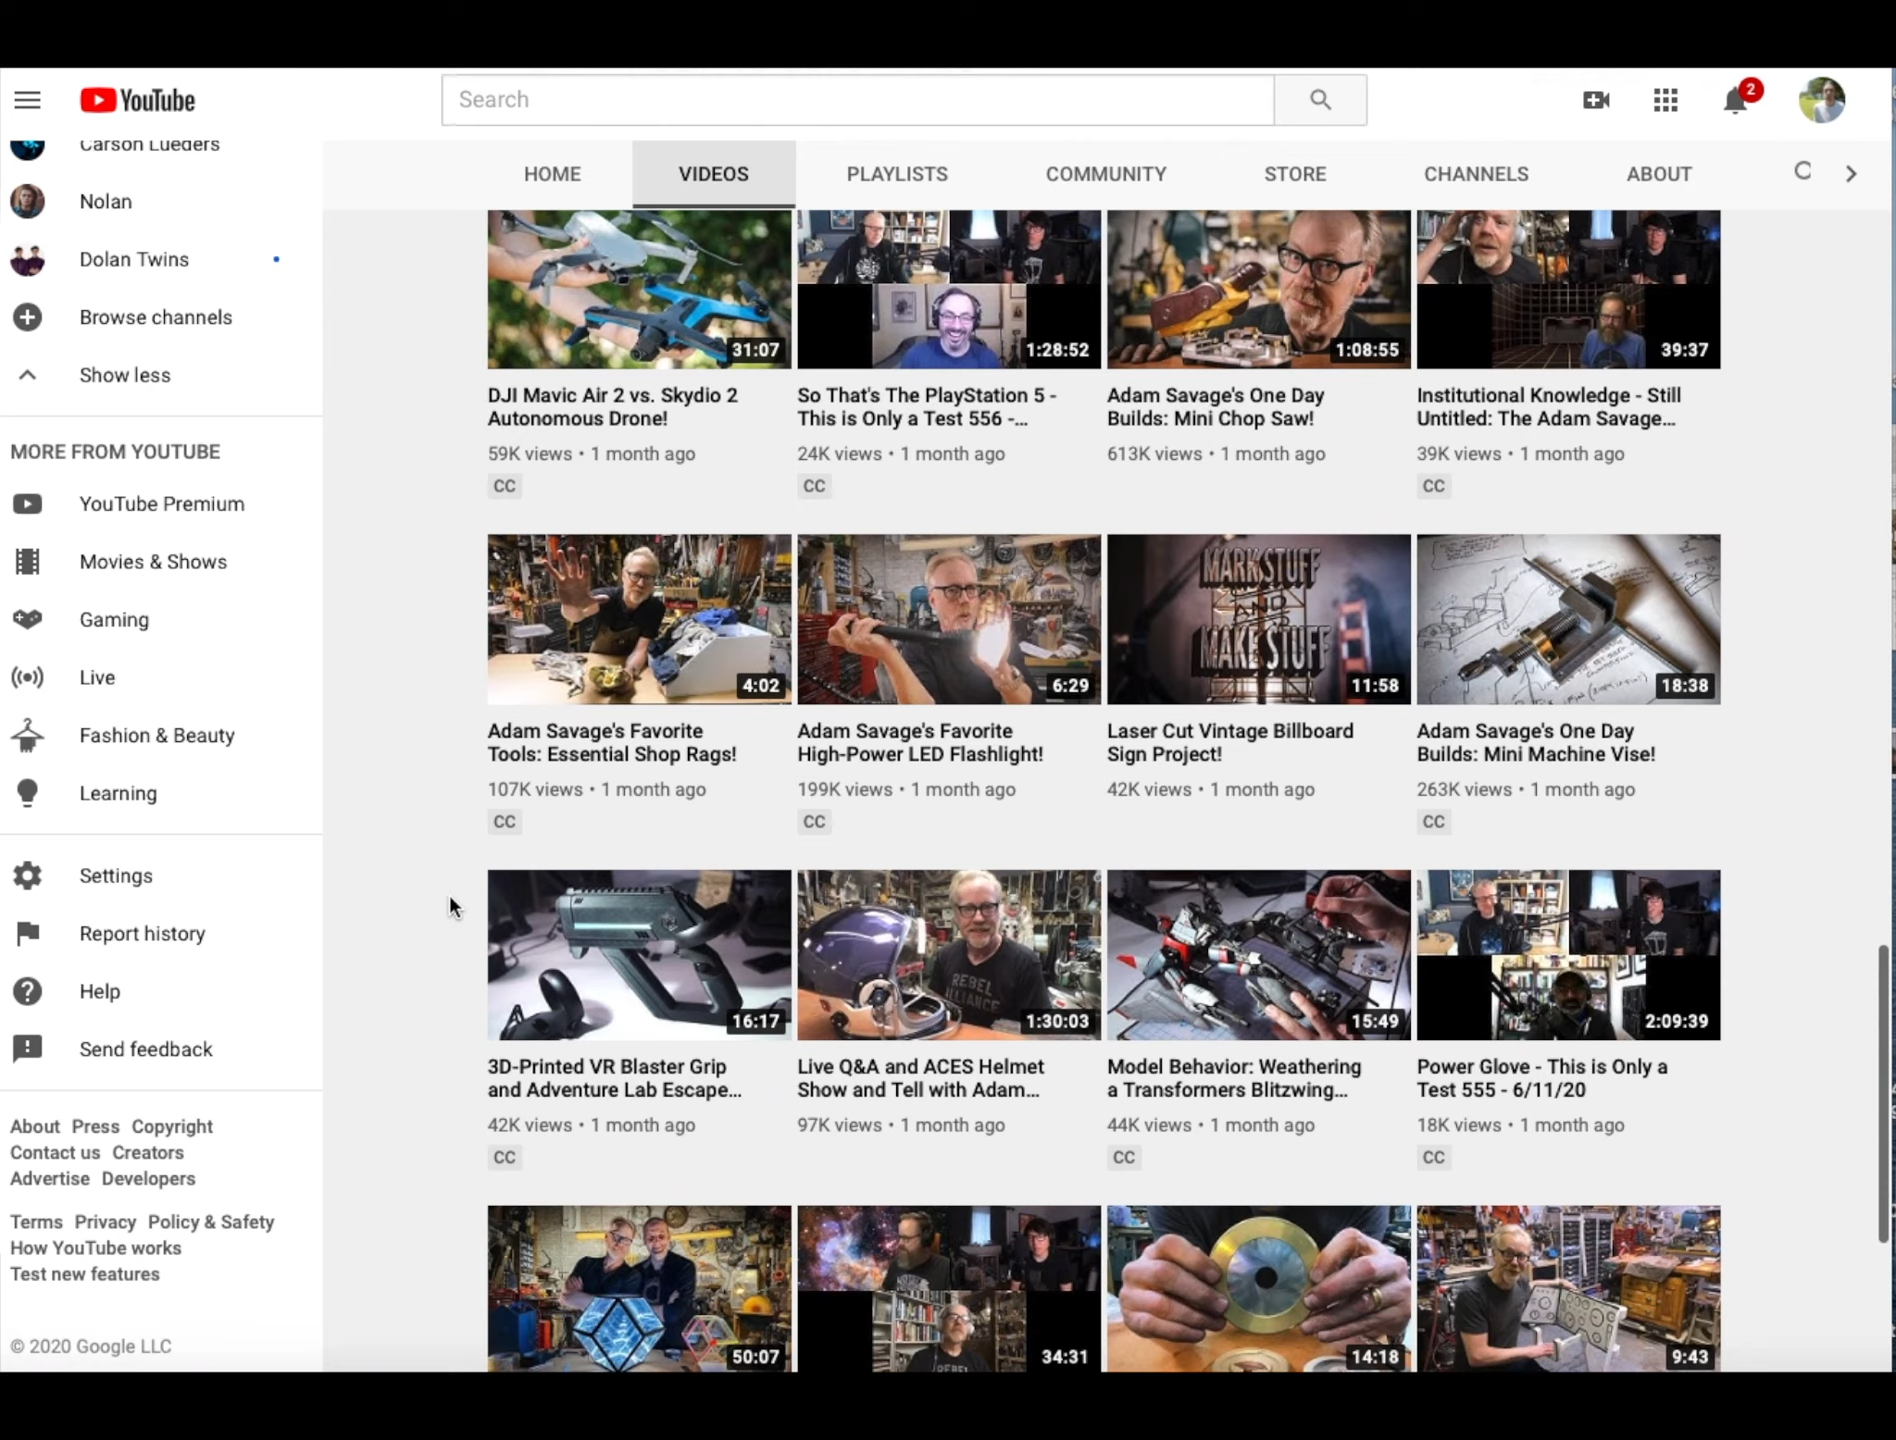 YouTube
Search
2
Carson Lueders
Nolan
Dolan Twins
Browse channels
Show less
MORE FROM YOUTUBE
YouTube Premium
Movies & Shows
Gaming
Live
Fashion & Beauty
Learning
Settings
Report history
Help
Send feedback
About Press Copyright
Contact us Creators
Advertise Developers
Terms Privacy Policy & Safety
How YouTube works
Test new features
© 2020 Google LLC
HOME VIDEOS PLAYLISTS COMMUNITY STORE CHANNELS ABOUT
31:07
DJI Mavic Air 2 vs. Skydio 2
Autonomous Drone!
59K views • 1 month ago
CC
1:28:52
So That's The PlayStation 5 -
This is Only a Test 556 -...
24K views • 1 month ago
CC
1:08:55
Adam Savage's One Day
Builds: Mini Chop Saw!
613K views • 1 month ago
39:37
Institutional Knowledge - Still
Untitled: The Adam Savage...
39K views • 1 month ago
CC
4:02
Adam Savage's Favorite
Tools: Essential Shop Rags!
107K views • 1 month ago
CC
6:29
Adam Savage's Favorite
High-Power LED Flashlight!
199K views • 1 month ago
CC
MARK STUFF
AND
MAKE STUFF
11:58
Laser Cut Vintage Billboard
Sign Project!
42K views • 1 month ago
18:38
Adam Savage's One Day
Builds: Mini Machine Vise!
263K views • 1 month ago
CC
16:17
3D-Printed VR Blaster Grip
and Adventure Lab Escape...
42K views • 1 month ago
CC
REBEL
ALLIANCE
1:30:03
Live Q&A and ACES Helmet
Show and Tell with Adam...
97K views • 1 month ago
15:49
Model Behavior: Weathering
a Transformers Blitzwing...
44K views • 1 month ago
CC
2:09:39
Power Glove - This is Only a
Test 555 - 6/11/20
18K views • 1 month ago
CC
50:07
REBEL
34:31
14:18
9:43